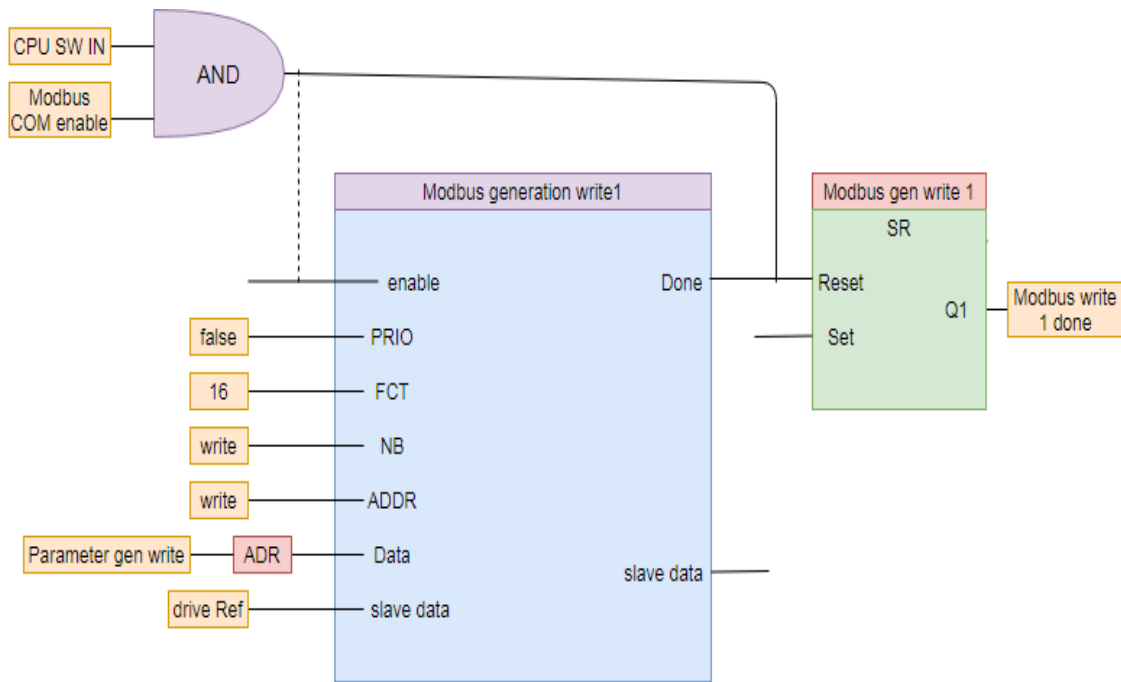 CPU SW IN
AND
Modbus
COM enable
Modbus generation write1
Modbus gen write 1
SR
enable
Done
Reset
Q1
Modbus write
1 done
false
PRIO
Set
16
FCT
write
NB
write
ADDR
Parameter gen write
ADR
Data
slave data
drive Ref
slave data